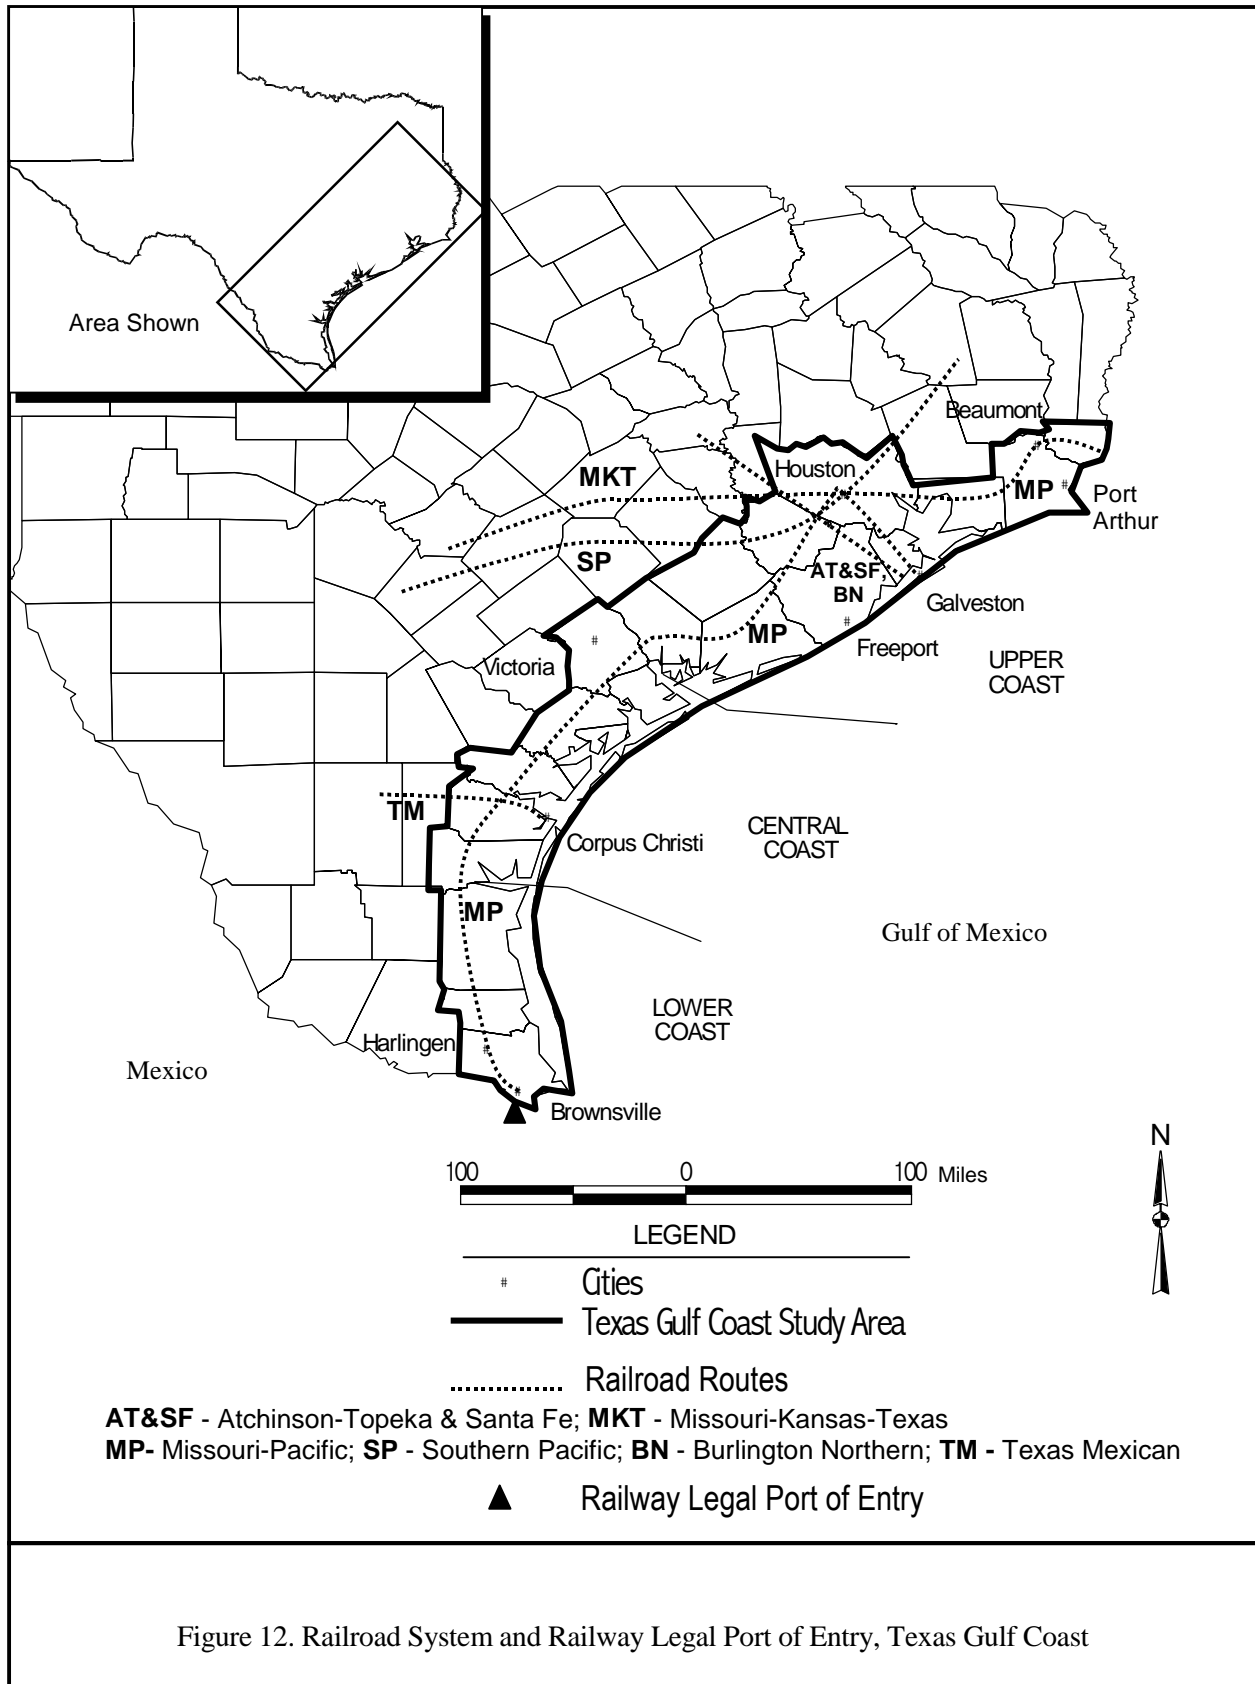 Area Shown
Beaumont
MKT
Houston
MP
Port
Arthur
SP
AT&SF,
BN
Galveston
MP
Freeport
Victoria
UPPER
COAST
TM
CENTRAL
COAST
Corpus Christi
MP
Gulf of Mexico
LOWER
COAST
Harlingen
Mexico
Brownsville
N
100 0 100 Miles
LEGEND
# Cities
Texas Gulf Coast Study Area
Railroad Routes
AT&SF - Atchinson-Topeka & Santa Fe; MKT - Missouri-Kansas-Texas
MP- Missouri-Pacific; SP - Southern Pacific; BN - Burlington Northern; TM - Texas Mexican
Railway Legal Port of Entry
Figure 12. Railroad System and Railway Legal Port of Entry, Texas Gulf Coast